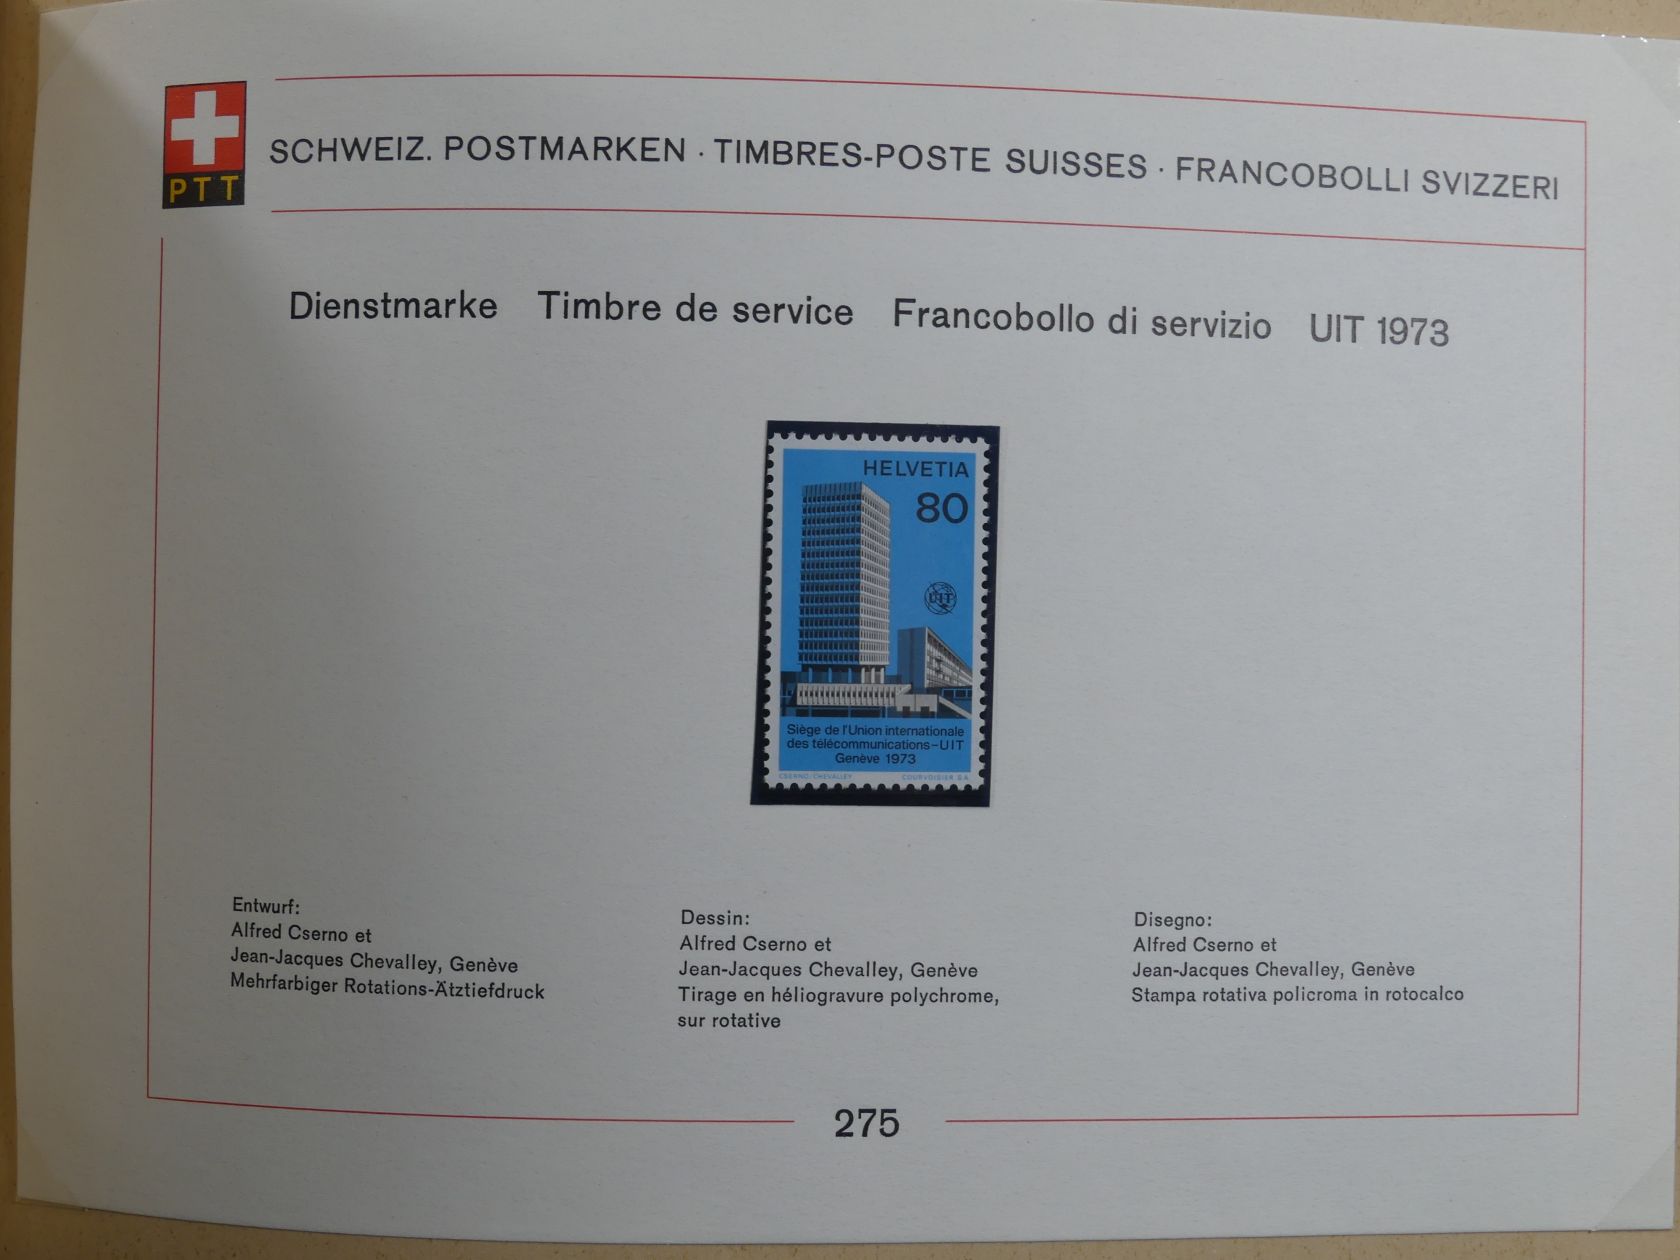 PTT
SCHWEIZ. POSTMARKEN · TIMBRES-POSTE SUISSES · FRANCOBOLLI SVIZZERI
Dienstmarke Timbre de service Francobollo di servizio UIT 1973
HELVETIA
80
UIT
Siège de l'Union internationale
des télécommunications-UIT
Genève 1973
CSERNO/CHEVALLEY COURVOISIER S.A.
Entwurf:
Alfred Cserno et
Jean-Jacques Chevalley, Genève
Mehrfarbiger Rotations-Ätztiefdruck
Dessin:
Alfred Cserno et
Jean-Jacques Chevalley, Genève
Tirage en héliogravure polychrome,
sur rotative
Disegno:
Alfred Cserno et
Jean-Jacques Chevalley, Genève
Stampa rotativa policroma in rotocalco
275